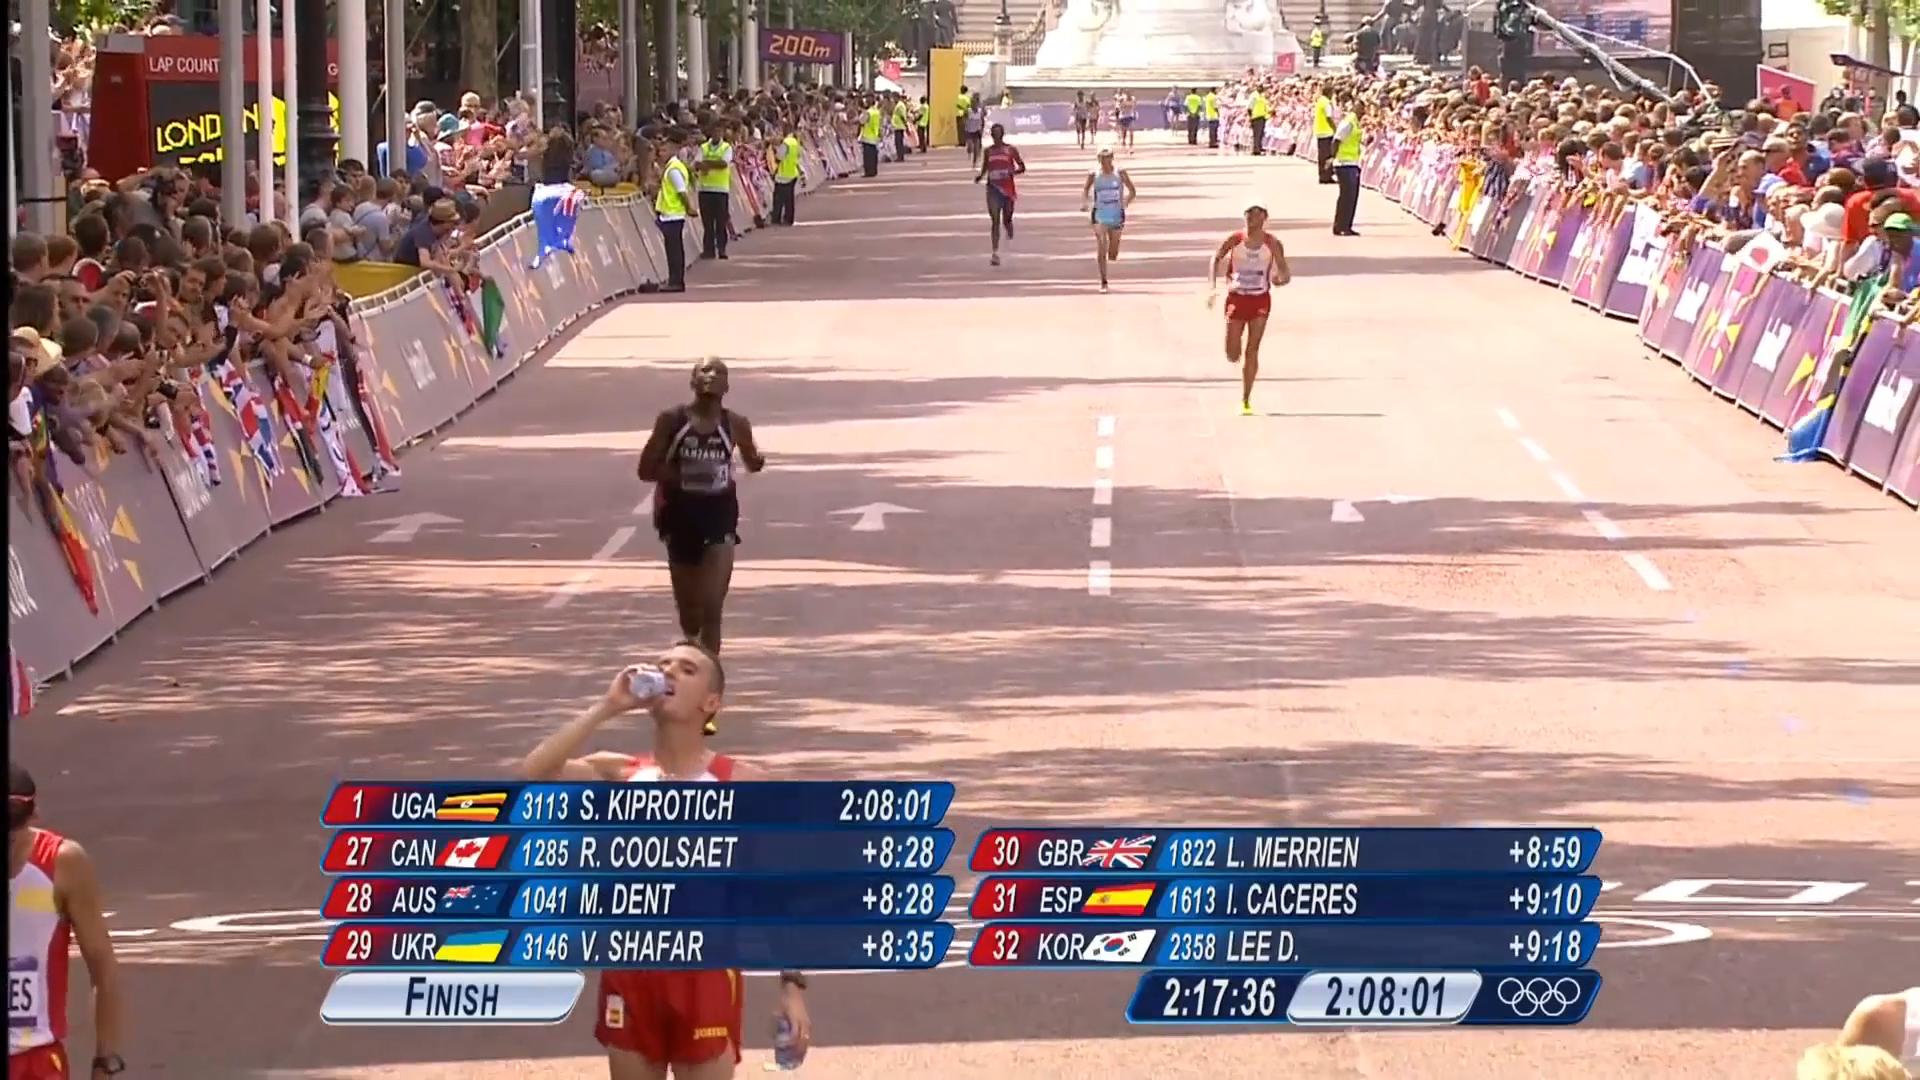 LAP COUNT
200m
LONDON
TANZANIA
1 UGA 3113 S. KIPROTICH 2:08:01
27 CAN 1285 R. COOLSAET +8:28
28 AUS 1041 M. DENT +8:28
29 UKR 3146 V. SHAFAR +8:35
30 GBR 1822 L. MERRIEN +8:59
31 ESP 1613 I. CACERES +9:10
32 KOR 2358 LEE D. +9:18
ES
FINISH
2:17:36 2:08:01
JOMA